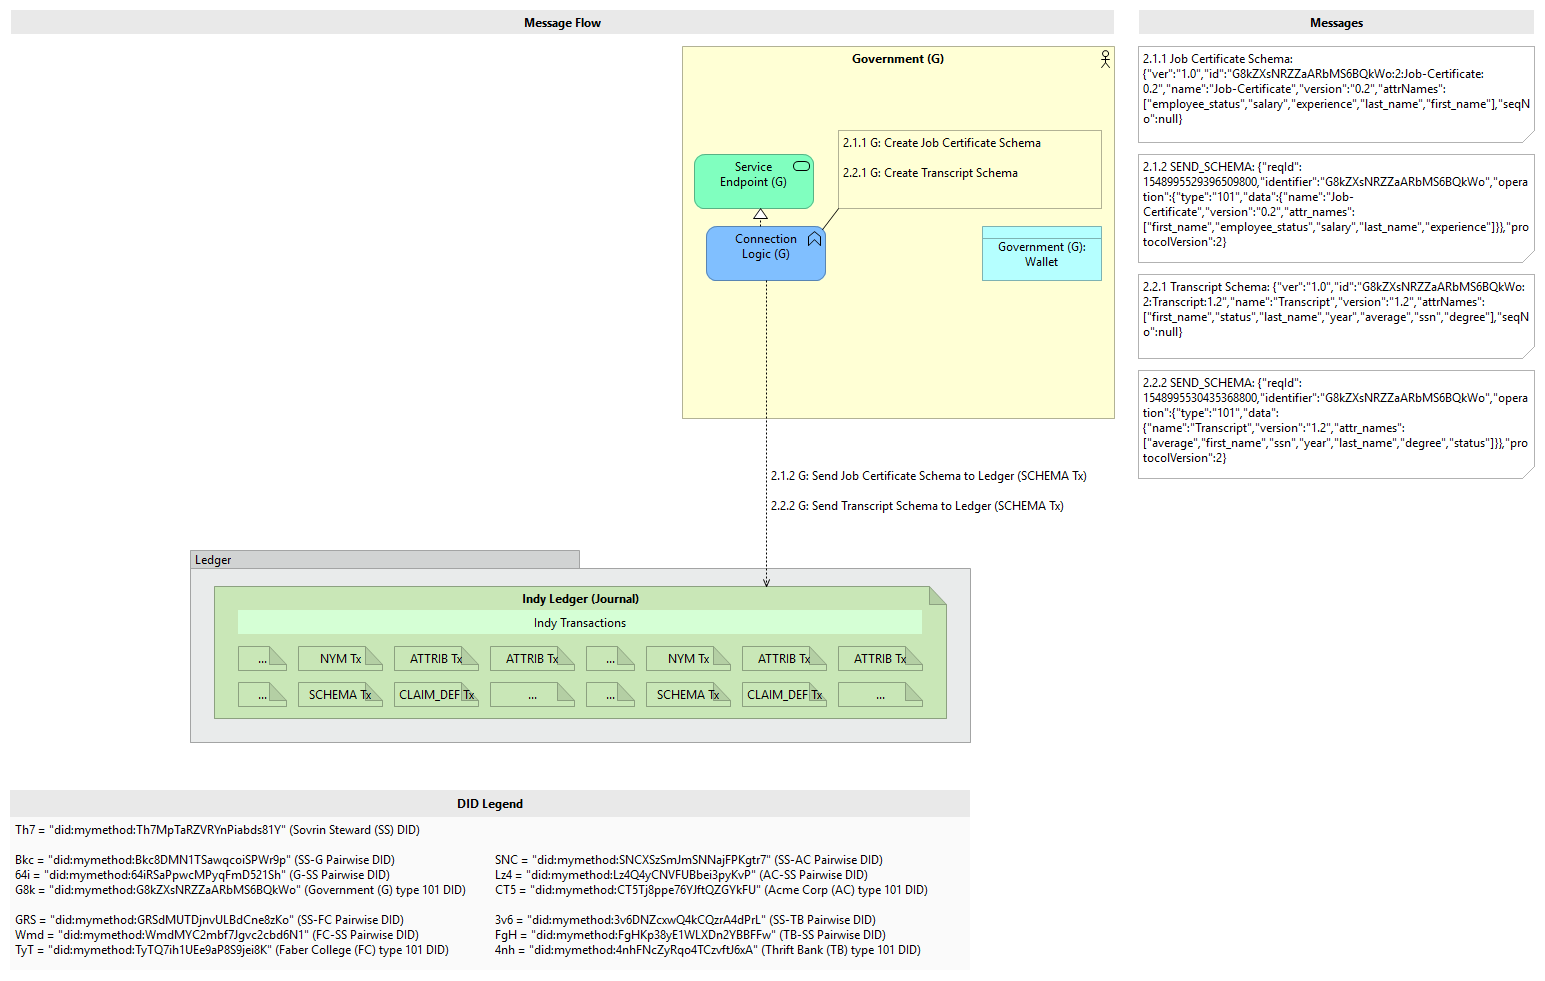 Message Flow
Messages
Government (G)
2.1.1 G: Create Job Certificate Schema
2.2.1 G: Create Transcript Schema
Service
Endpoint (G)
Connection
Logic (G)
Government (G):
Wallet
2.1.2 G: Send Job Certificate Schema to Ledger (SCHEMA Tx)
2.2.2 G: Send Transcript Schema to Ledger (SCHEMA Tx)
2.1.1 Job Certificate Schema:
{"ver":"1.0","id":"G8kZXsNRZZaARbMS6BQkWo:2:Job-Certificate:
0.2","name":"Job-Certificate","version":"0.2","attrNames":
["employee_status","salary","experience","last_name","first_name"],"seqN
o":null}
2.1.2 SEND_SCHEMA: {"reqId":
1548995529396509800,"identifier":"G8kZXsNRZZaARbMS6BQkWo","opera
tion":{"type":"101","data":{"name":"Job-
Certificate","version":"0.2","attr_names":
["first_name","employee_status","salary","last_name","experience"]}},"pr
otocolVersion":2}
2.2.1 Transcript Schema: {"ver":"1.0","id":"G8kZXsNRZZaARbMS6BQkWo:
2:Transcript:1.2","name":"Transcript","version":"1.2","attrNames":
["first_name","status","last_name","year","average","ssn","degree"],"seqN
o":null}
2.2.2 SEND_SCHEMA: {"reqId":
1548995530435368800,"identifier":"G8kZXsNRZZaARbMS6BQkWo","opera
tion":{"type":"101","data":
{"name":"Transcript","version":"1.2","attr_names":
["average","first_name","ssn","year","last_name","degree","status"]}},"pr
otocolVersion":2}
Ledger
Indy Ledger (Journal)
Indy Transactions
... NYM Tx ATTRIB Tx ATTRIB Tx ... NYM Tx ATTRIB Tx ATTRIB Tx
... SCHEMA Tx CLAIM_DEF Tx ... ... SCHEMA Tx CLAIM_DEF Tx ...
DID Legend
Th7 = "did:mymethod:Th7MpTaRZVRYnPiabds81Y" (Sovrin Steward (SS) DID)
Bkc = "did:mymethod:Bkc8DMN1TSawqcoiSPWr9p" (SS-G Pairwise DID)
64i = "did:mymethod:64iRSaPpwcMPyqFmD521Sh" (G-SS Pairwise DID)
G8k = "did:mymethod:G8kZXsNRZZaARbMS6BQkWo" (Government (G) type 101 DID)
GRS = "did:mymethod:GRSdMUTDjnvULBdCne8zKo" (SS-FC Pairwise DID)
Wmd = "did:mymethod:WmdMYC2mbf7Jgvc2cbd6N1" (FC-SS Pairwise DID)
TyT = "did:mymethod:TyTQ7ih1UEe9aP8S9jei8K" (Faber College (FC) type 101 DID)
SNC = "did:mymethod:SNCXSzSmJmSNNajFPKgtr7" (SS-AC Pairwise DID)
Lz4 = "did:mymethod:Lz4Q4yCNVFUBbei3pyKvP" (AC-SS Pairwise DID)
CT5 = "did:mymethod:CT5Tj8ppe76YJftQZGYkFU" (Acme Corp (AC) type 101 DID)
3v6 = "did:mymethod:3v6DNZcxwQ4kCQzrA4dPrL" (SS-TB Pairwise DID)
FgH = "did:mymethod:FgHKp38yE1WLXDn2YBBFFw" (TB-SS Pairwise DID)
4nh = "did:mymethod:4nhFNcZyRqo4TCzvftJ6xA" (Thrift Bank (TB) type 101 DID)